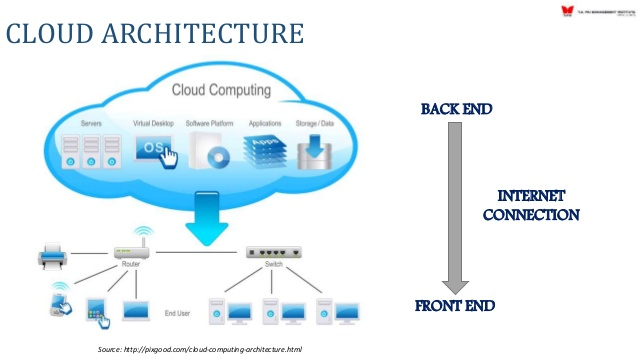 CLOUD ARCHITECTURE
Cloud Computing
Servers
Virtual Desktop
Software Platform
Applications
Storage / Data
OS
Apps
Router
Switch
End User
BACK END
INTERNET
CONNECTION
FRONT END
Source: http://pixgood.com/cloud-computing-architecture.html